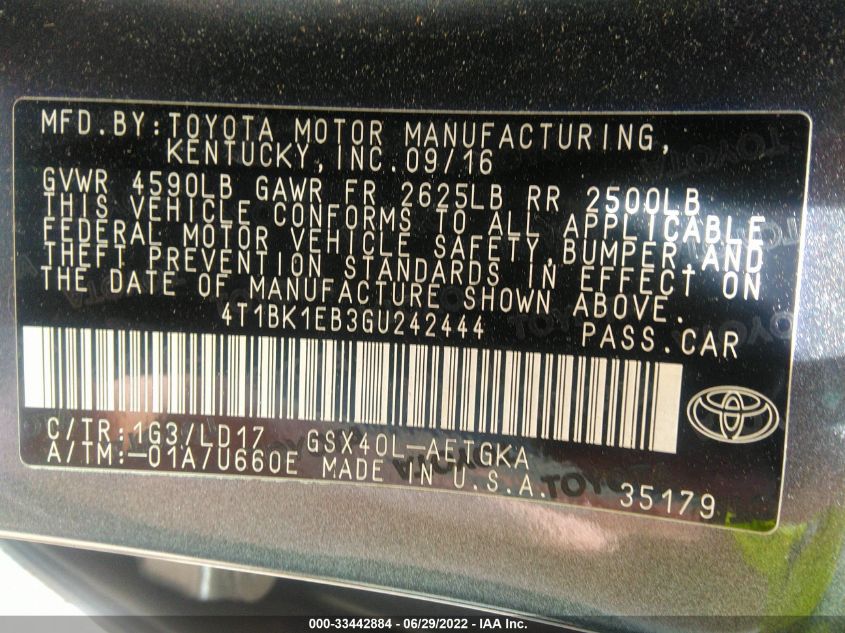 MFD.BY:TOYOTA MOTOR MANUFACTURING,
KENTUCKY,INC.09/16
GVWR 4590LB GAWR FR 2625LB RR 2500LB
THIS VEHICLE CONFORMS TO ALL APPLICABLE
FEDERAL MOTOR VEHICLE SAFETY,BUMPER,AND
THEFT PREVENTION STANDARDS IN EFFECT ON
THE DATE OF MANUFACTURE SHOWN ABOVE.
4T1BK1EB3GU242444 PASS.CAR
C/TR:1G3/LD17 GSX40L-AETGKA
A/TM:-01A/U660E MADE IN U.S.A. 35179
TOYOTA
000-33442884 / 06/29/2022 - IAA Inc.